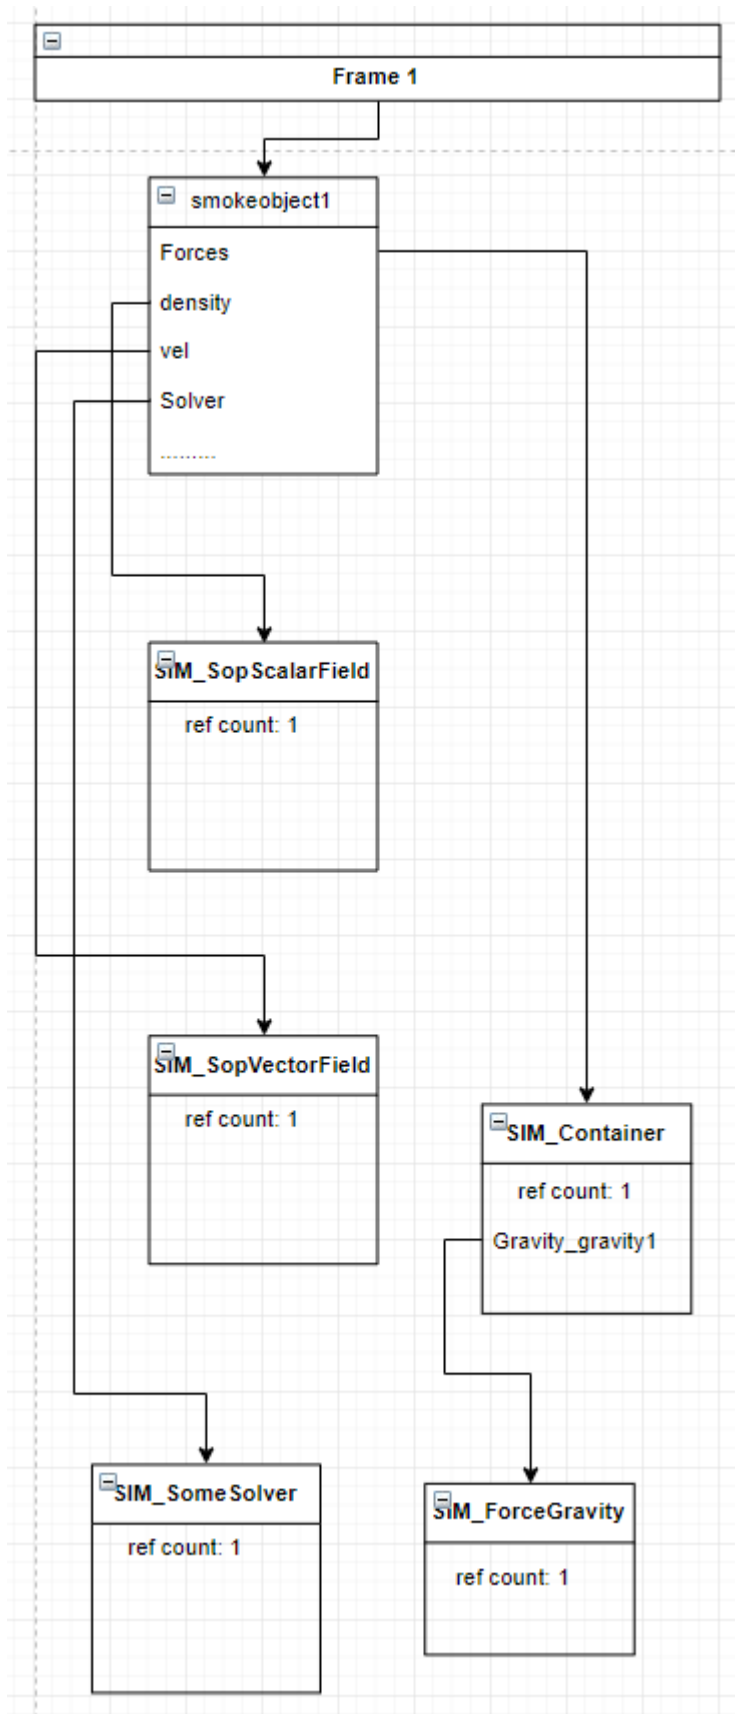 Frame 1
smokeobject1
Forces
density
vel
Solver
.........
SIM_SopScalarField
ref count: 1
SIM_SopVectorField
ref count: 1
SIM_Container
ref count: 1
Gravity_gravity1
SIM_SomeSolver
ref count: 1
SIM_ForceGravity
ref count: 1